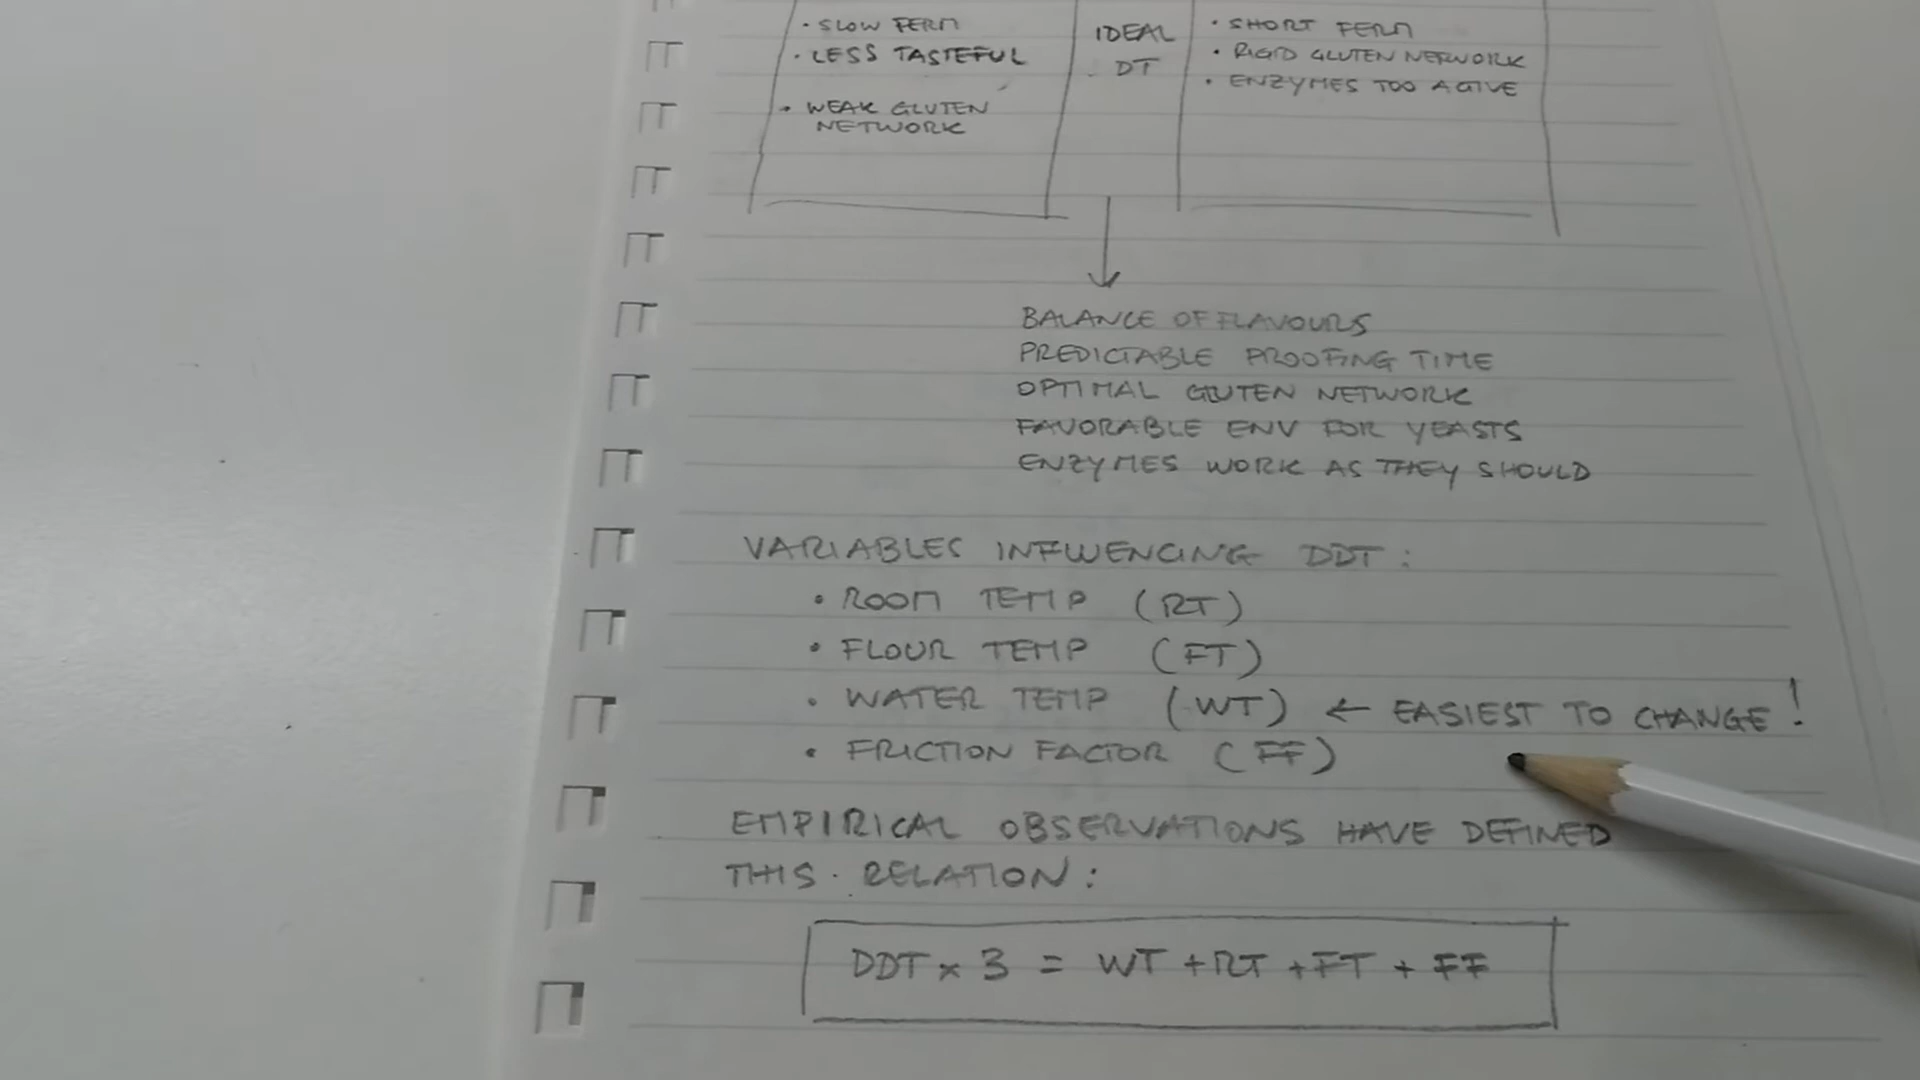 • SLOW FERM
• LESS TASTEFUL
• WEAK GLUTEN
NETWORK
IDEAL
DT
• SHORT FERM
• RIGID GLUTEN NETWORK
• ENZYMES TOO ACTIVE
BALANCE OF FLAVOURS
PREDICTABLE PROOFING TIME
OPTIMAL GLUTEN NETWORK
FAVORABLE ENV FOR YEASTS
ENZYMES WORK AS THEY SHOULD
VARIABLES INFLUENCING DDT:
• ROOM TEMP (RT)
• FLOUR TEMP (FT)
• WATER TEMP (WT) ← EASIEST TO CHANGE!
• FRICTION FACTOR (FF)
EMPIRICAL OBSERVATIONS HAVE DEFINED
THIS RELATION:
DDT × 3 = WT + RT + FT + FF